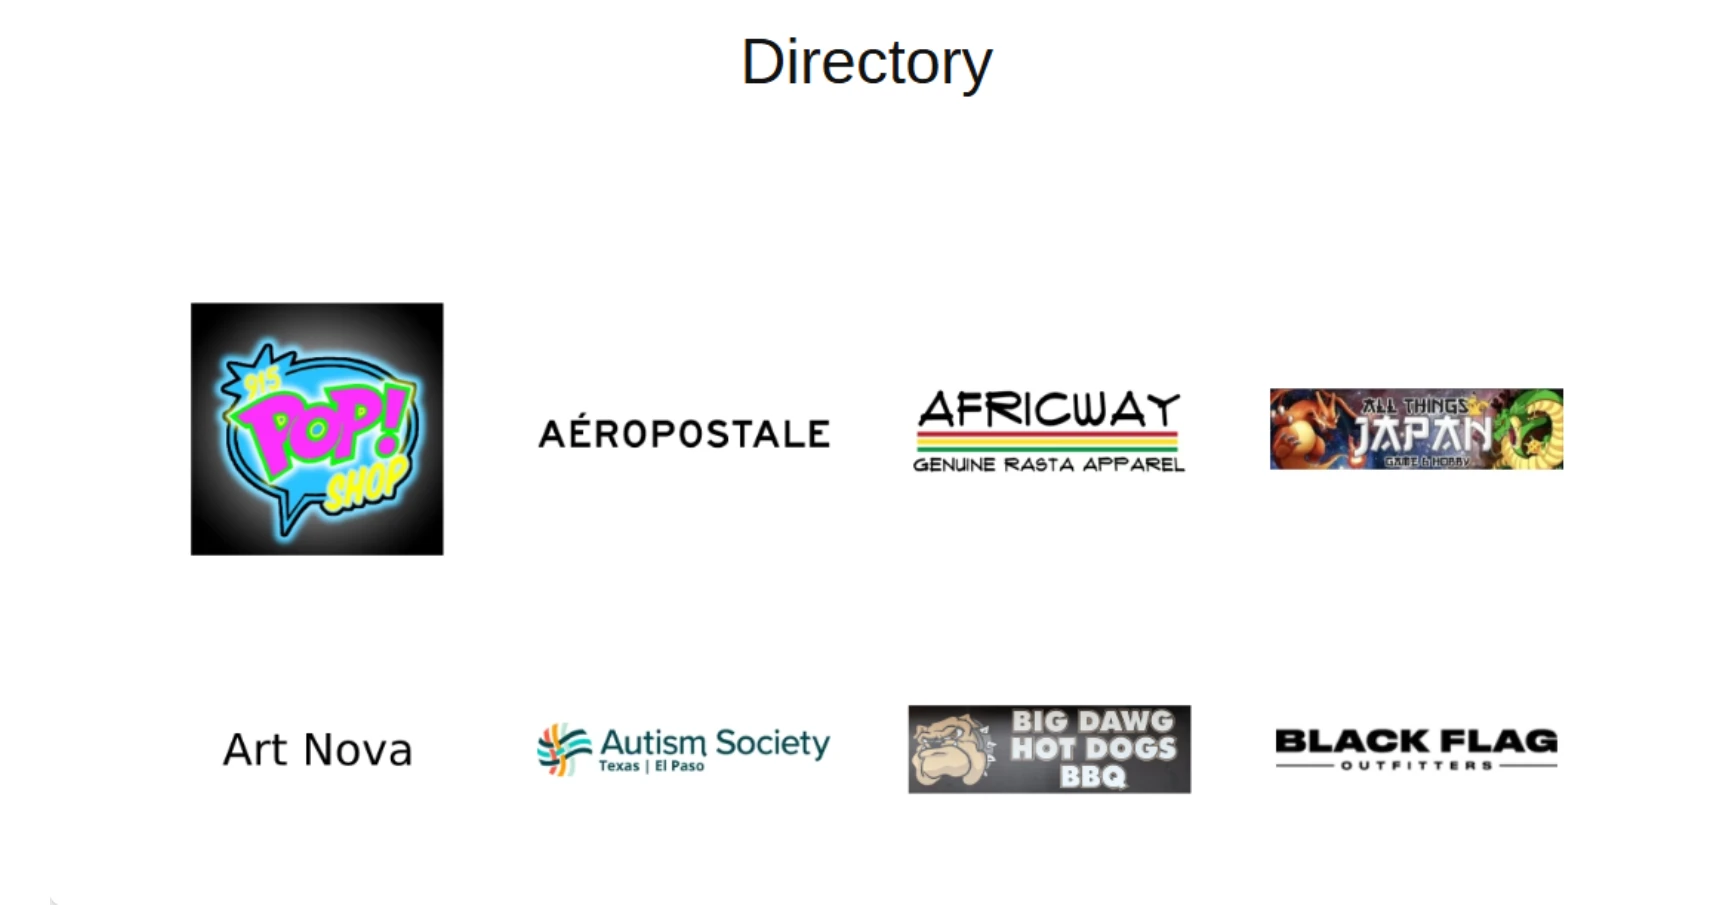 Directory
915
POP!
SHOP
AÉROPOSTALE
AFRICWAY
GENUINE RASTA APPAREL
ALL THINGS
JAPAN
GAME & HOBBY
Art Nova
Autism Society
Texas | El Paso
BIG DAWG
HOT DOGS
BBQ
BLACK FLAG
OUTFITTERS